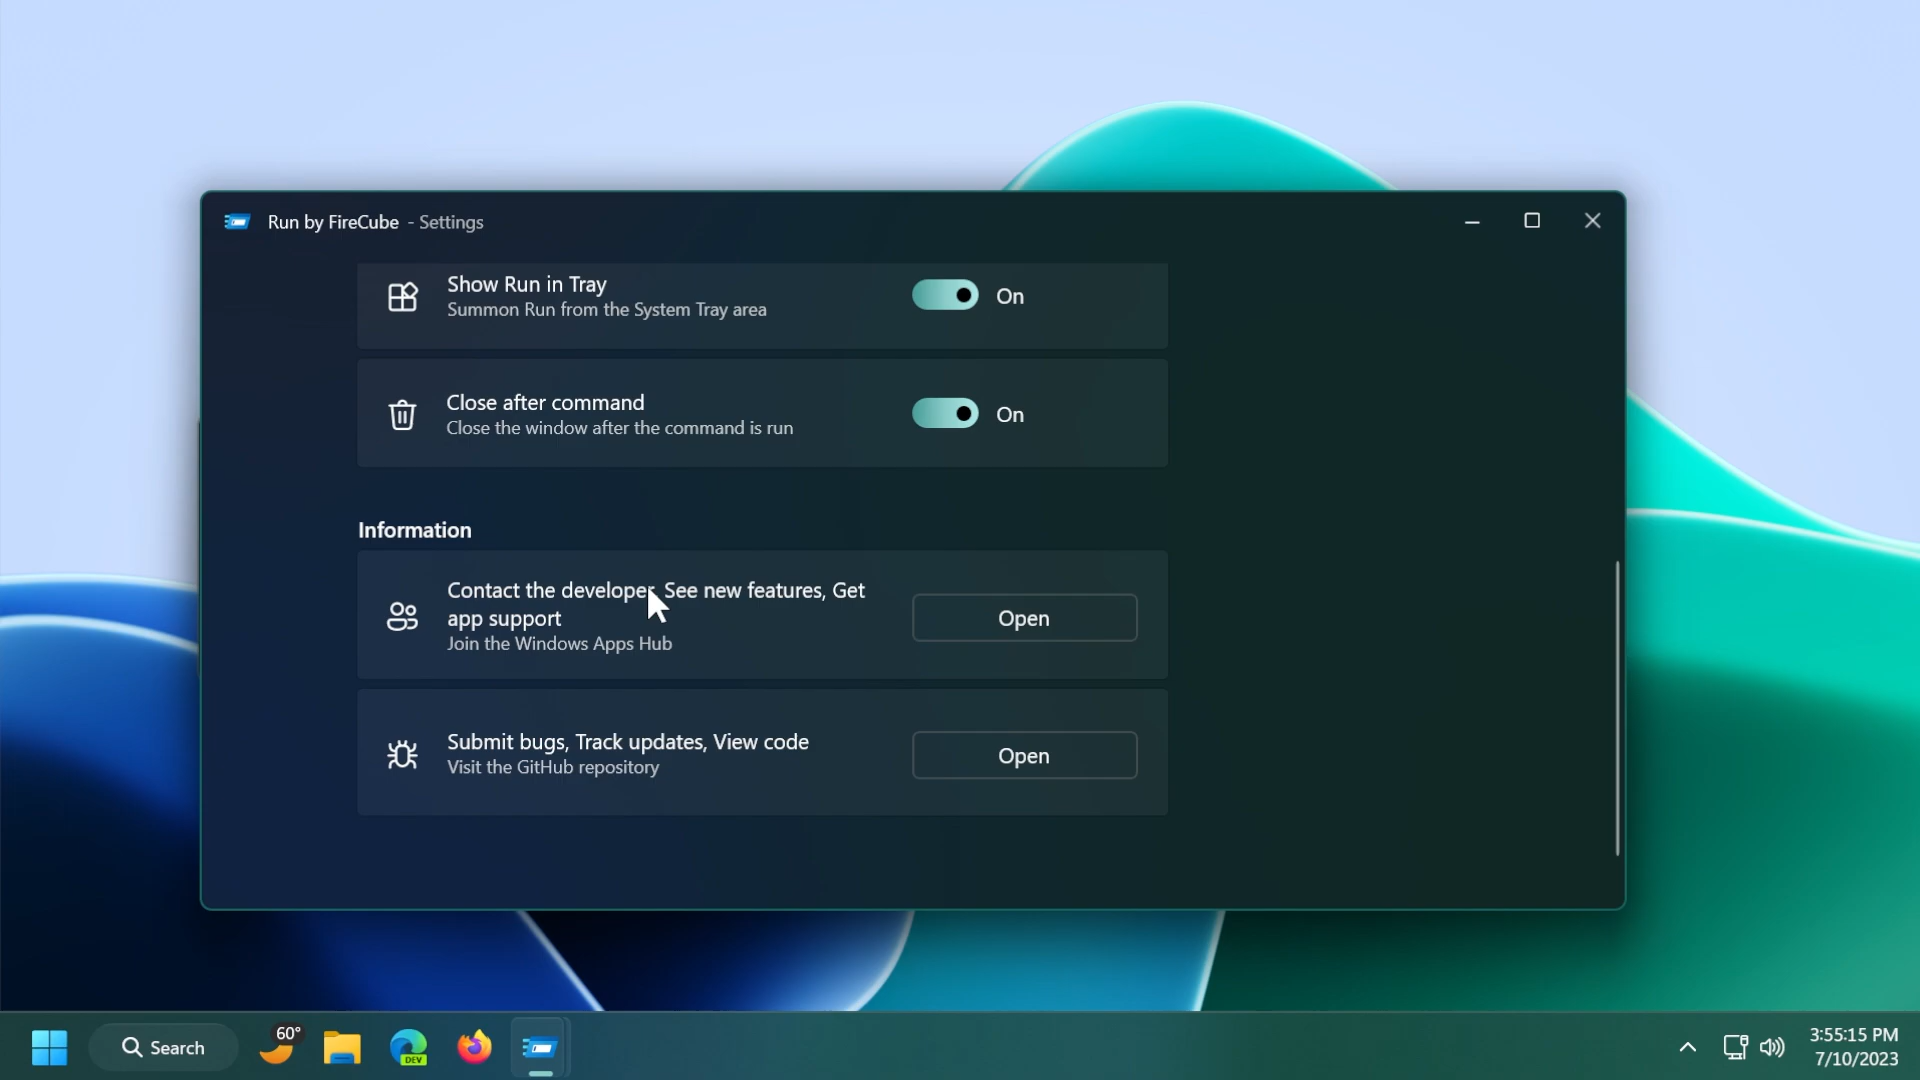 Run by FireCube - Settings
Show Run in Tray
Summon Run from the System Tray area
On
Close after command
Close the window after the command is run
On
Information
Contact the developer, See new features, Get
app support
Join the Windows Apps Hub
Open
Submit bugs, Track updates, View code
Visit the GitHub repository
Open
Search
60°
DEV
3:55:15 PM
7/10/2023